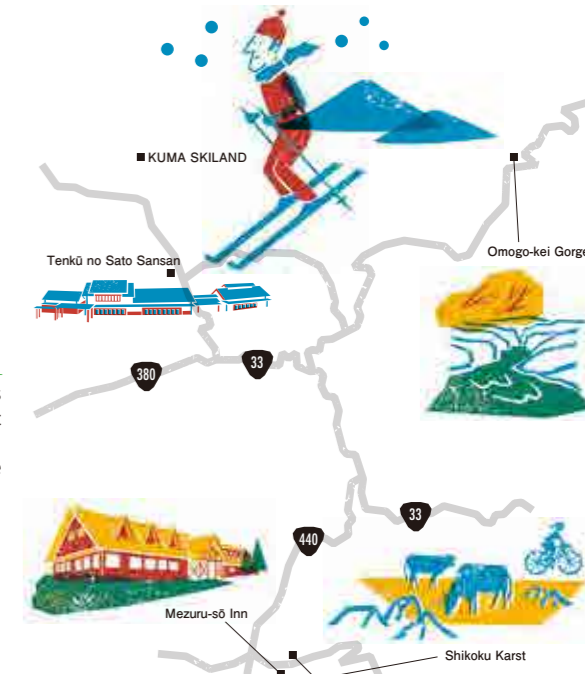 KUMA SKILAND
Omogo-kei Gorge
Tenkū no Sato Sansan
380
33
33
440
Mezuru-sō Inn
Shikoku Karst